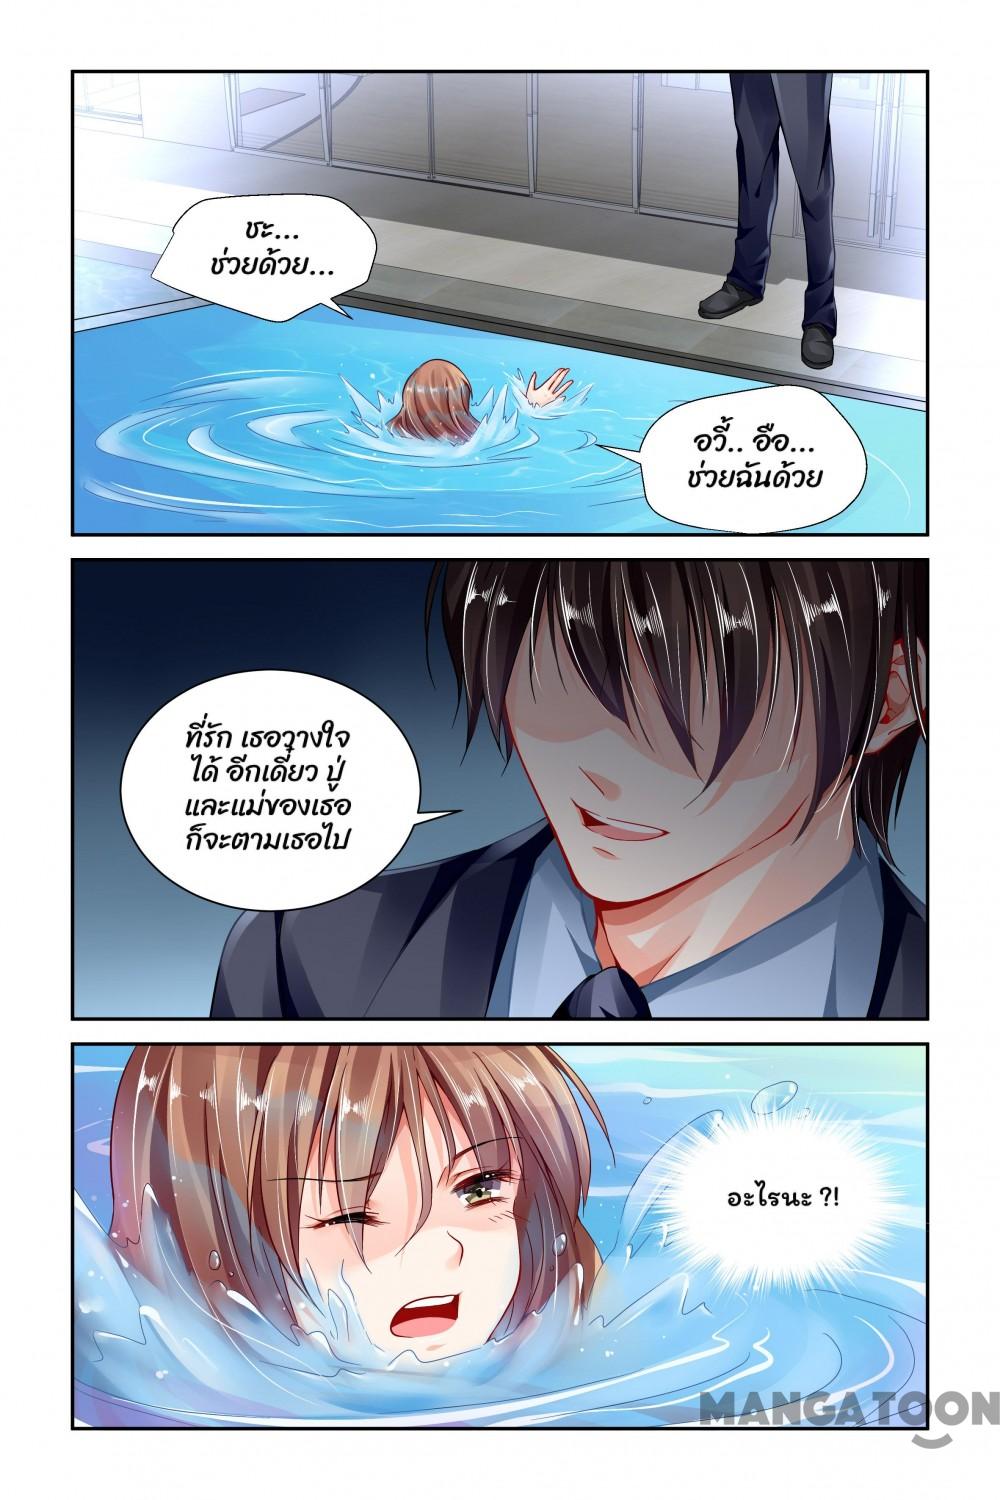 ชะ...
ช่วยด้วย...
อวี้.. อือ...
ช่วยฉันด้วย
ที่รัก เธอวางใจ
ได้ อีกเดี๋ยว ปู่
และแม่ของเธอ
ก็จะตามเธอไป
อะไรนะ ?!
MANGATOON